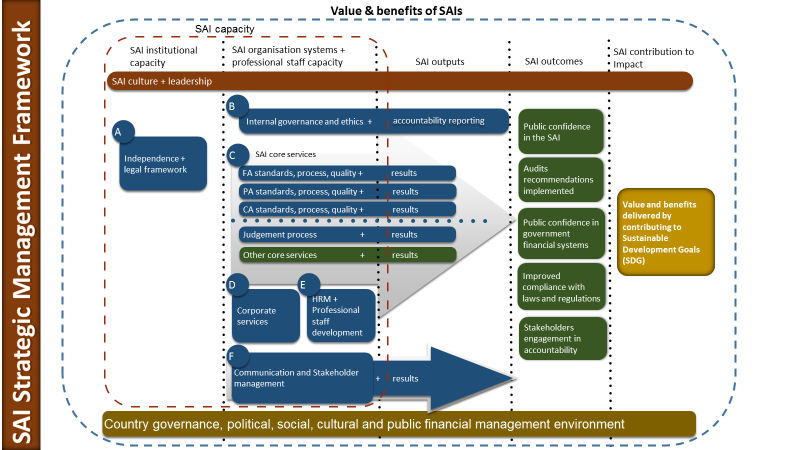 SAI Strategic Management Framework
Value & benefits of SAIs
SAI capacity
SAI institutional
capacity
SAI organisation systems +
professional staff capacity
SAI outputs
SAI outcomes
SAI contribution to
Impact
SAI culture + leadership
A
Independence +
legal framework
B
Internal governance and ethics + accountability reporting
C
SAI core services
FA standards, process, quality + results
PA standards, process, quality + results
CA standards, process, quality + results
Judgement process + results
Other core services + results
D
Corporate
services
E
HRM +
Professional
staff
development
F
Communication and Stakeholder
management
+ results
Public confidence
in the SAI
Audits
recommendations
implemented
Public confidence in
government
financial systems
Improved
compliance with
laws and regulations
Stakeholders
engagement in
accountability
Value and benefits
delivered by
contributing to
Sustainable
Development Goals
(SDG)
Country governance, political, social, cultural and public financial management environment